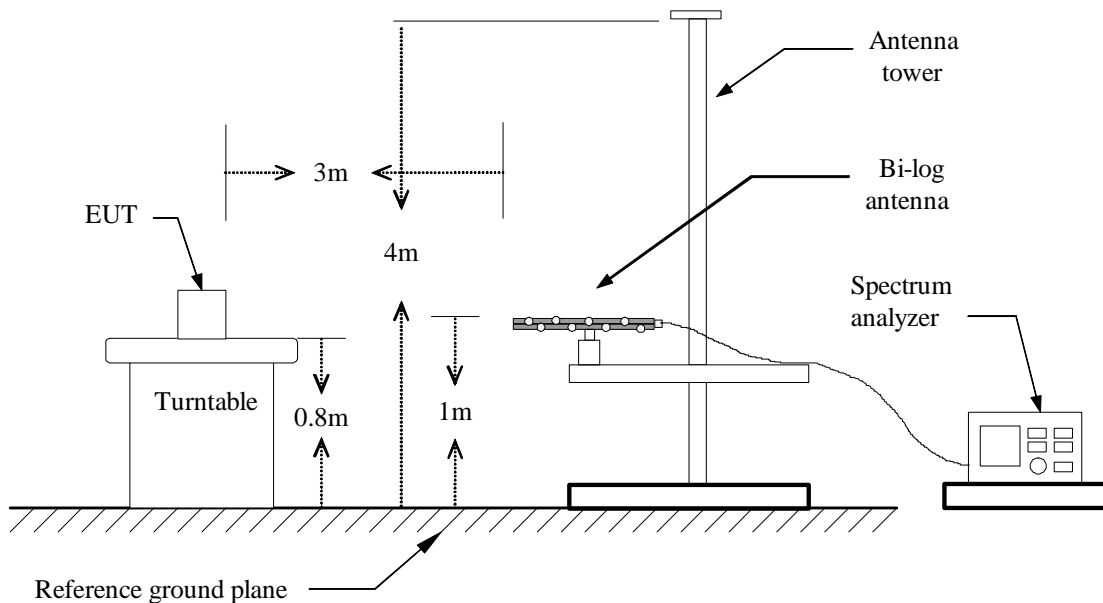 Antenna
tower
3m
Bi-log
antenna
EUT
4m
Spectrum
analyzer
Turntable
0.8m
1m
Reference ground plane